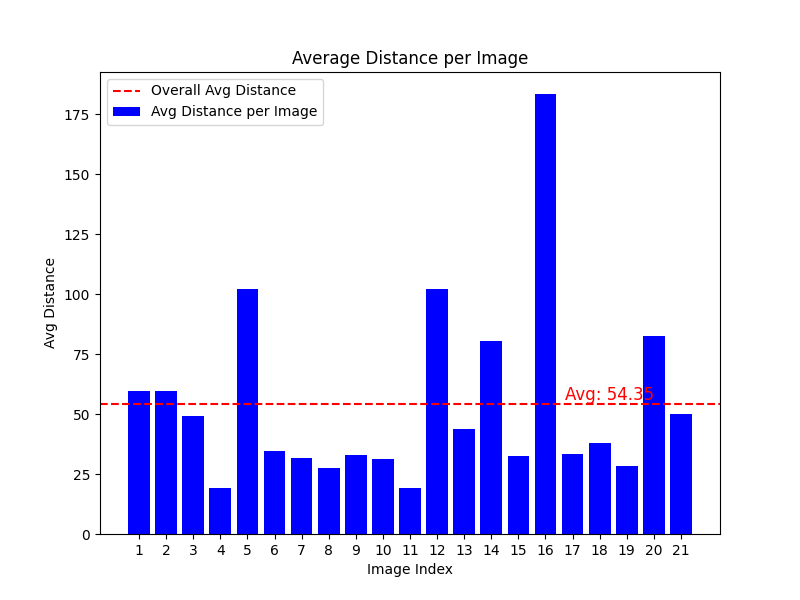 Average Distance per Image
Overall Avg Distance
Avg Distance per Image
Avg Distance
175
150
125
100
75
50
25
0
Avg: 54.35
1 2 3 4 5 6 7 8 9 10 11 12 13 14 15 16 17 18 19 20 21
Image Index